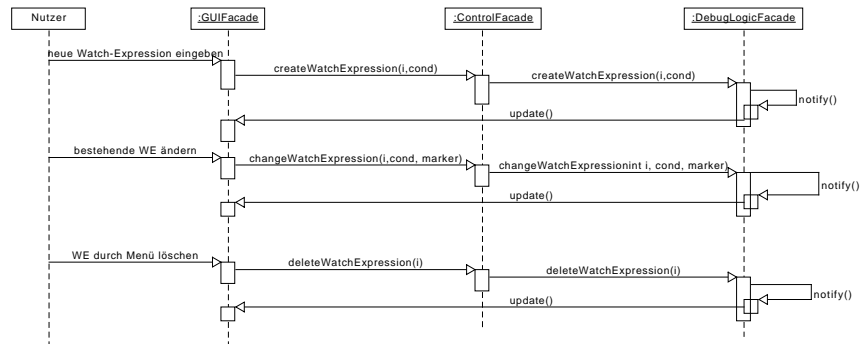 Nutzer
:GUIFacade
:ControlFacade
:DebugLogicFacade
neue Watch-Expression eingeben
createWatchExpression(i,cond)
createWatchExpression(i,cond)
notify()
update()
bestehende WE ändern
changeWatchExpression(i,cond, marker)
changeWatchExpressionint i, cond, marker)
notify()
update()
WE durch Menü löschen
deleteWatchExpression(i)
deleteWatchExpression(i)
notify()
update()